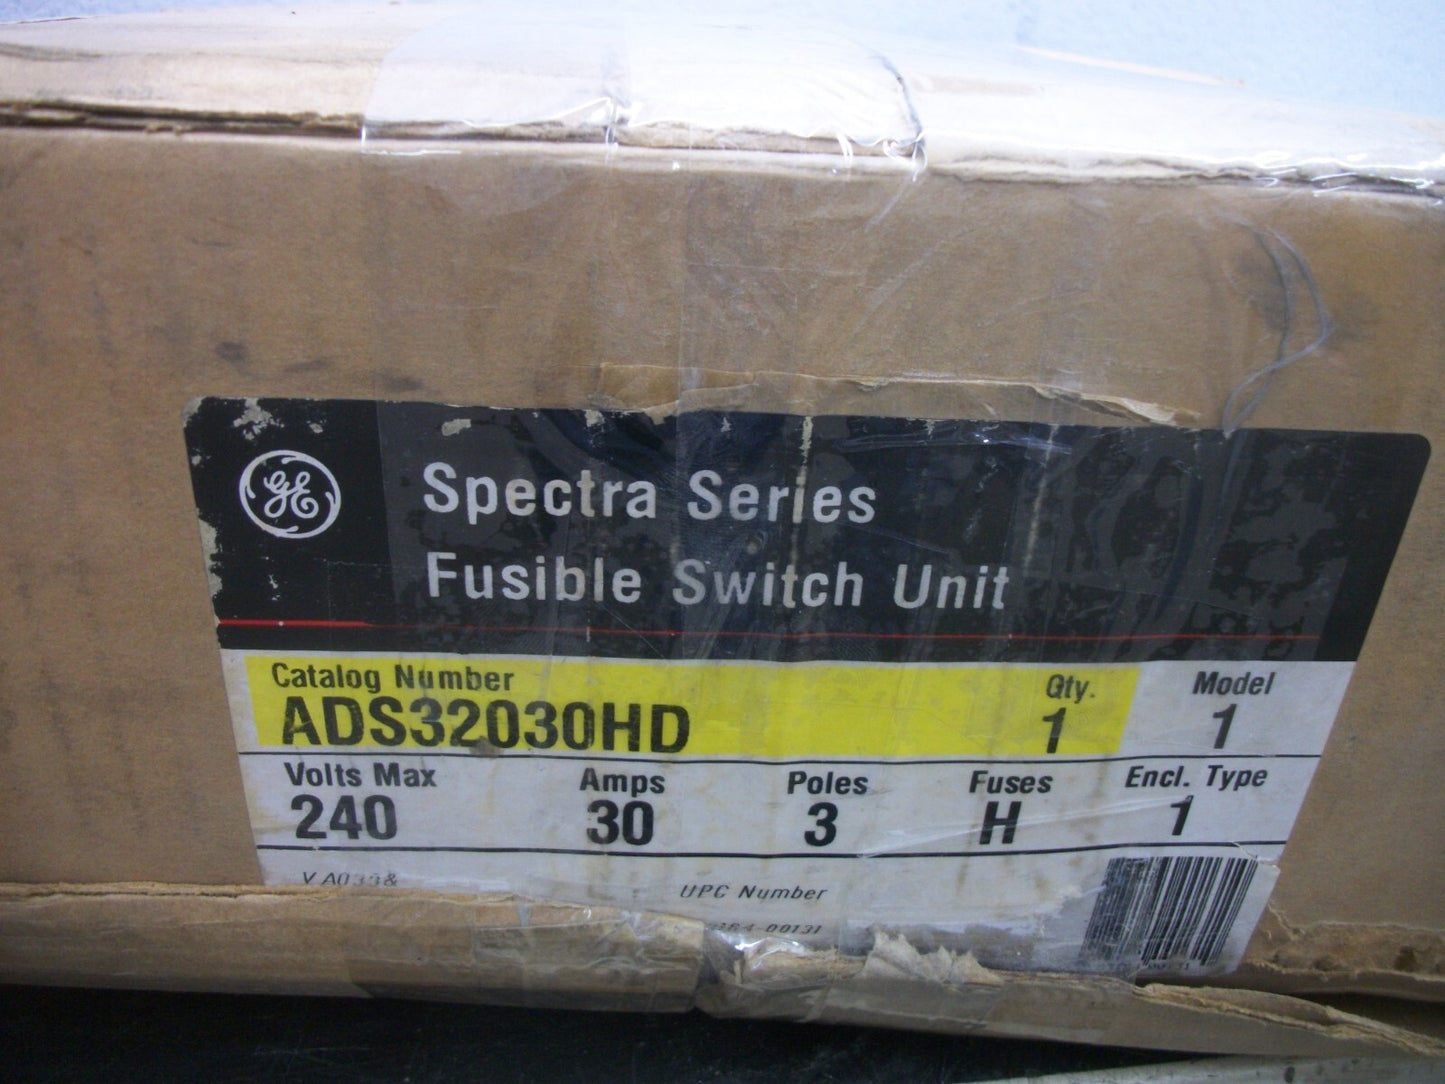 GE
Spectra Series
Fusible Switch Unit
Catalog Number Qty. Model
ADS32030HD 1 1
Volts Max Amps Poles Fuses Encl. Type
240 30 3 H 1
UPC Number